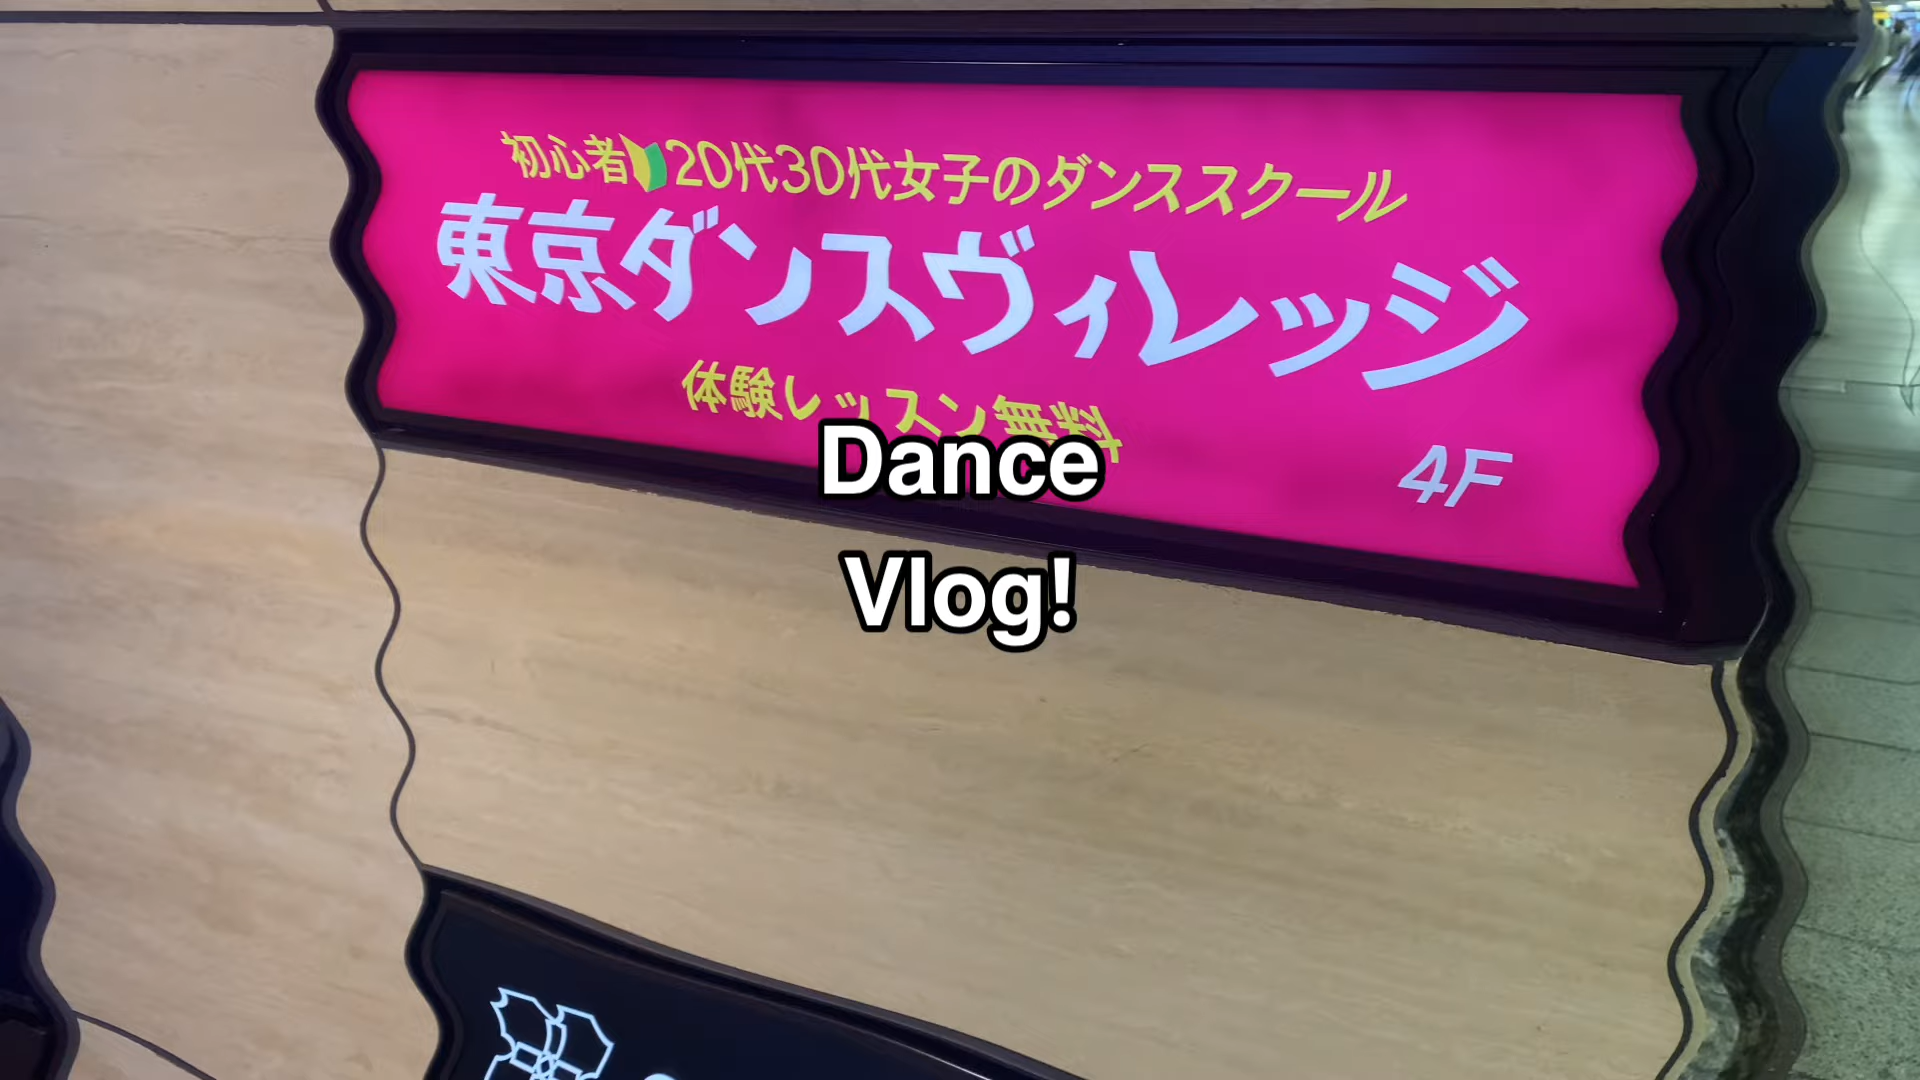 初心者🔰20代30代女子のダンススクール
東京ダンスヴィレッジ
体験レッスン無料
Dance
Vlog!
4F